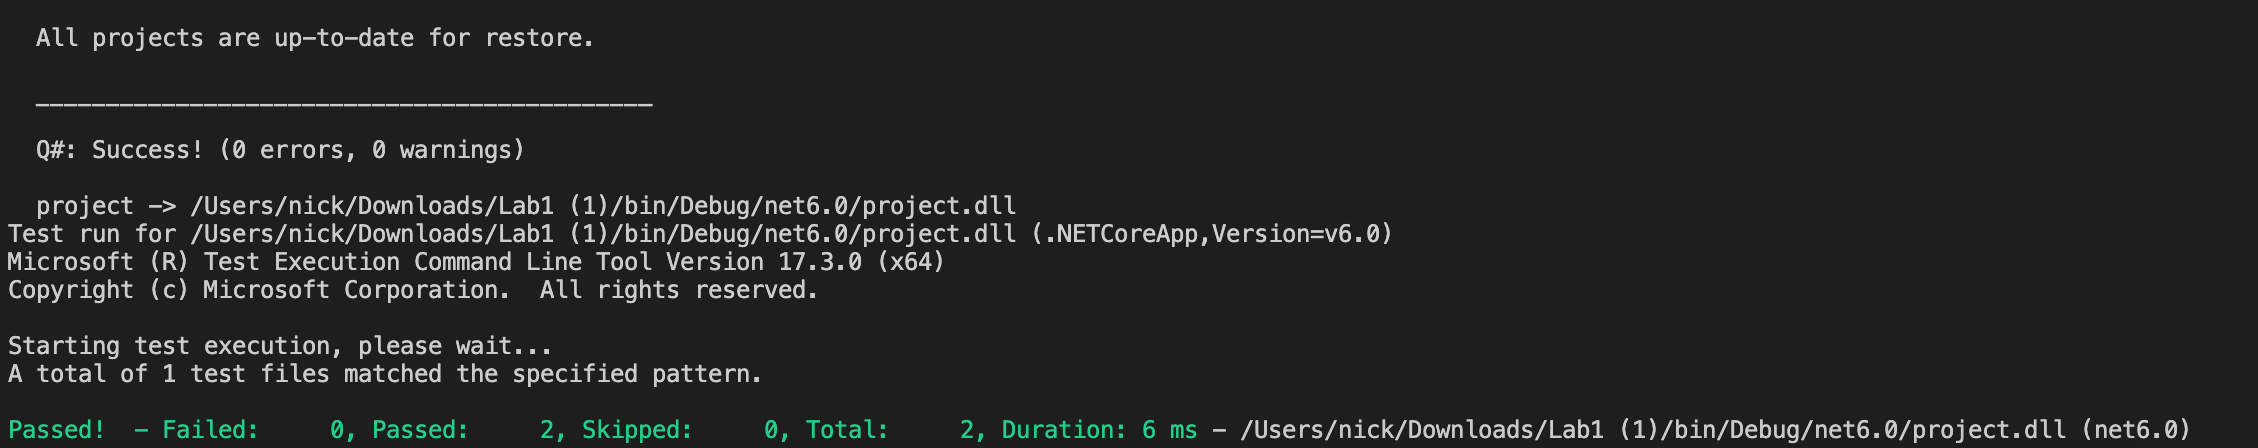 All projects are up-to-date for restore.
____________________________________________
Q#: Success! (0 errors, 0 warnings)
project -> /Users/nick/Downloads/Lab1 (1)/bin/Debug/net6.0/project.dll
Test run for /Users/nick/Downloads/Lab1 (1)/bin/Debug/net6.0/project.dll (.NETCoreApp,Version=v6.0)
Microsoft (R) Test Execution Command Line Tool Version 17.3.0 (x64)
Copyright (c) Microsoft Corporation.  All rights reserved.
Starting test execution, please wait...
A total of 1 test files matched the specified pattern.
Passed!  - Failed:     0, Passed:     2, Skipped:     0, Total:     2, Duration: 6 ms - /Users/nick/Downloads/Lab1 (1)/bin/Debug/net6.0/project.dll (net6.0)